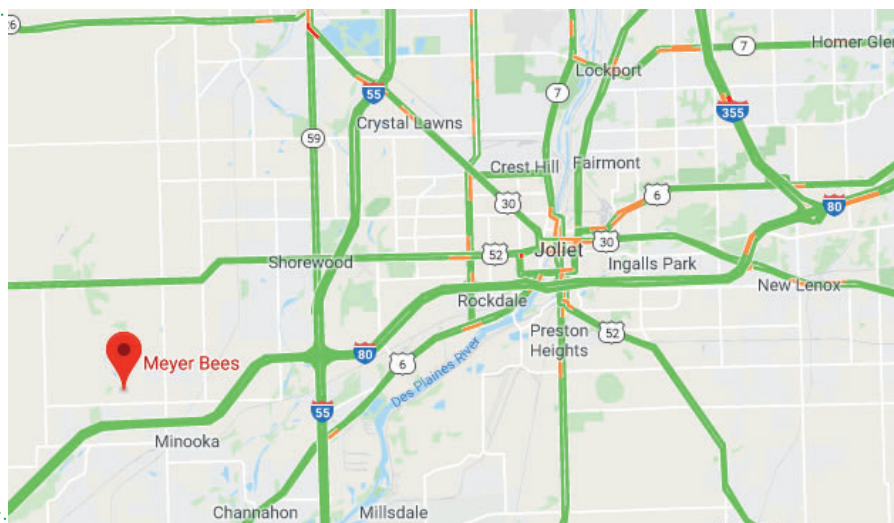 26
7
Homer Glen
Lockport
55
7
355
Crystal Lawns
59
Crest Hill
Fairmont
6
30
80
52
Joliet
30
Shorewood
Ingalls Park
New Lenox
Rockdale
Preston
Heights
52
Meyer Bees
80
6
Des Plaines River
55
Minooka
Channahon
Millsdale